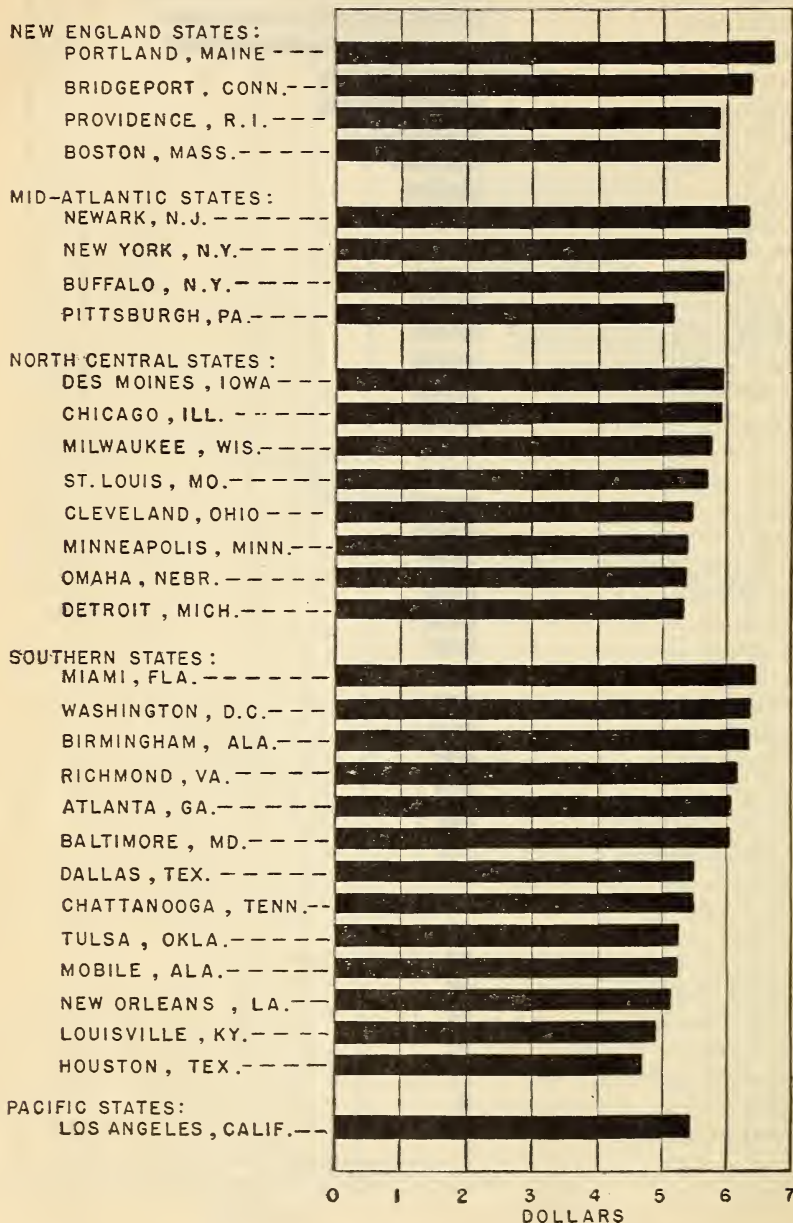 NEW ENGLAND STATES:
PORTLAND, MAINE
BRIDGEPORT, CONN.
PROVIDENCE, R.I.
BOSTON, MASS.
MID-ATLANTIC STATES:
NEWARK, N.J.
NEW YORK, N.Y.
BUFFALO, N.Y.
PITTSBURGH, PA.
NORTH CENTRAL STATES:
DES MOINES, IOWA
CHICAGO, ILL.
MILWAUKEE, WIS.
ST. LOUIS, MO.
CLEVELAND, OHIO
MINNEAPOLIS, MINN.
OMAHA, NEBR.
DETROIT, MICH.
SOUTHERN STATES:
MIAMI, FLA.
WASHINGTON, D.C.
BIRMINGHAM, ALA.
RICHMOND, VA.
ATLANTA, GA.
BALTIMORE, MD.
DALLAS, TEX.
CHATTANOOGA, TENN.
TULSA, OKLA.
MOBILE, ALA.
NEW ORLEANS, LA.
LOUISVILLE, KY.
HOUSTON, TEX.
PACIFIC STATES:
LOS ANGELES, CALIF.
0 1 2 3 4 5 6 7
DOLLARS